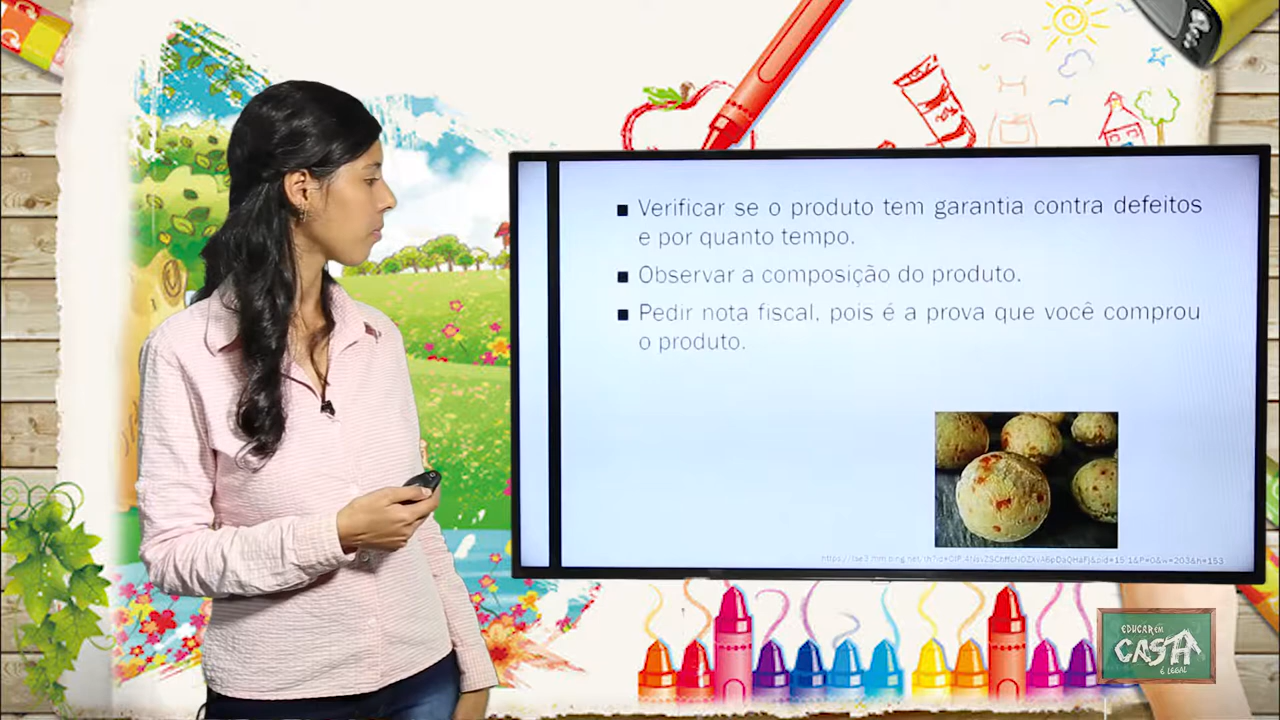 ■ Verificar se o produto tem garantia contra defeitos
e por quanto tempo.
■ Observar a composição do produto.
■ Pedir nota fiscal, pois é a prova que você comprou
o produto.
EDUCAR EM
CASA
É LEGAL